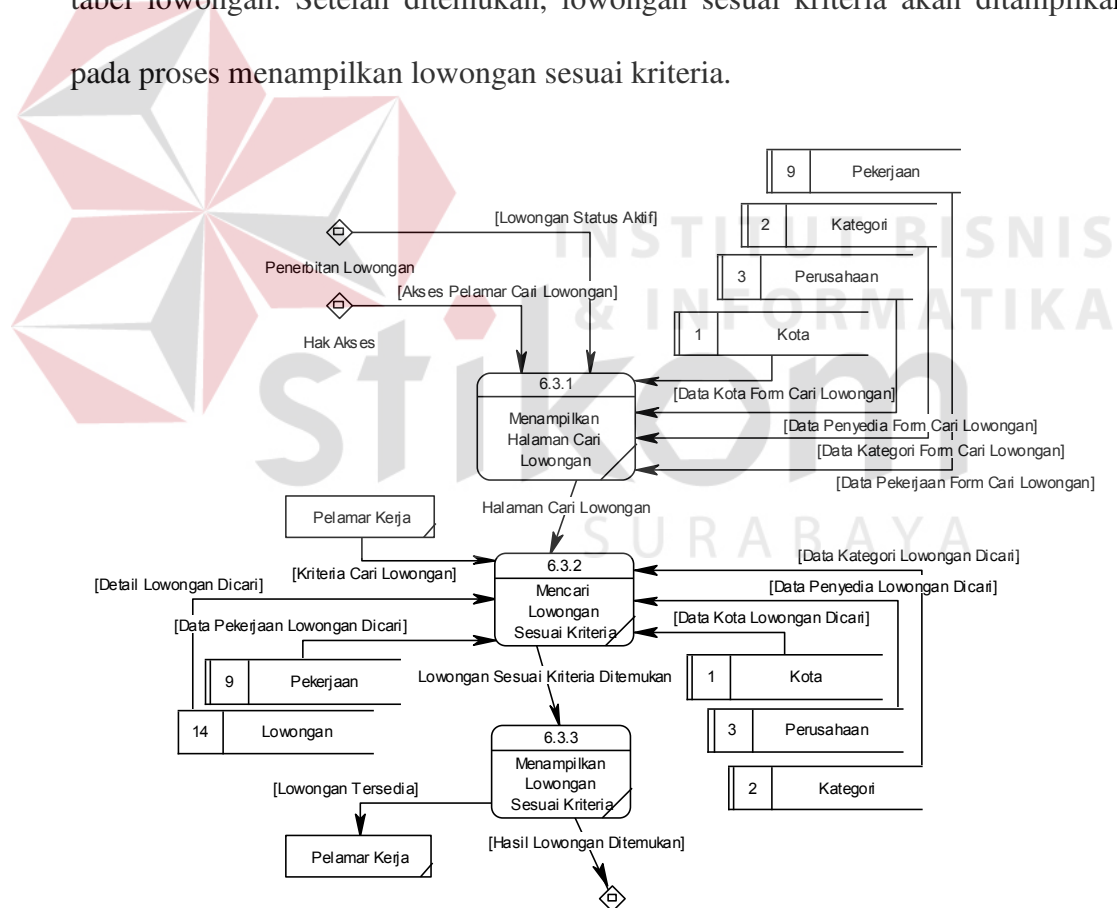 tabel lowongan. Setelah ditemukan, lowongan sesuai kriteria akan ditampilkan
pada proses menampilkan lowongan sesuai kriteria.
9 Pekerjaan
[Lowongan Status Aktif]
2 Kategori
INSTITUT BISNIS
Penerbitan Lowongan
3 Perusahaan
[Akses Pelamar Cari Lowongan]
& INFORMATIKA
1 Kota
Hak Akses
stikom
6.3.1
Menampilkan
Halaman Cari
Lowongan
[Data Kota Form Cari Lowongan]
[Data Penyedia Form Cari Lowongan]
[Data Kategori Form Cari Lowongan]
[Data Pekerjaan Form Cari Lowongan]
Halaman Cari Lowongan
Pelamar Kerja
SURABAYA
[Kriteria Cari Lowongan]
6.3.2
Mencari
Lowongan
Sesuai Kriteria
[Data Kategori Lowongan Dicari]
[Detail Lowongan Dicari]
[Data Penyedia Lowongan Dicari]
[Data Pekerjaan Lowongan Dicari]
[Data Kota Lowongan Dicari]
9 Pekerjaan
Lowongan Sesuai Kriteria Ditemukan
1 Kota
14 Lowongan
3 Perusahaan
6.3.3
Menampilkan
Lowongan
Sesuai Kriteria
2 Kategori
[Lowongan Tersedia]
[Hasil Lowongan Ditemukan]
Pelamar Kerja